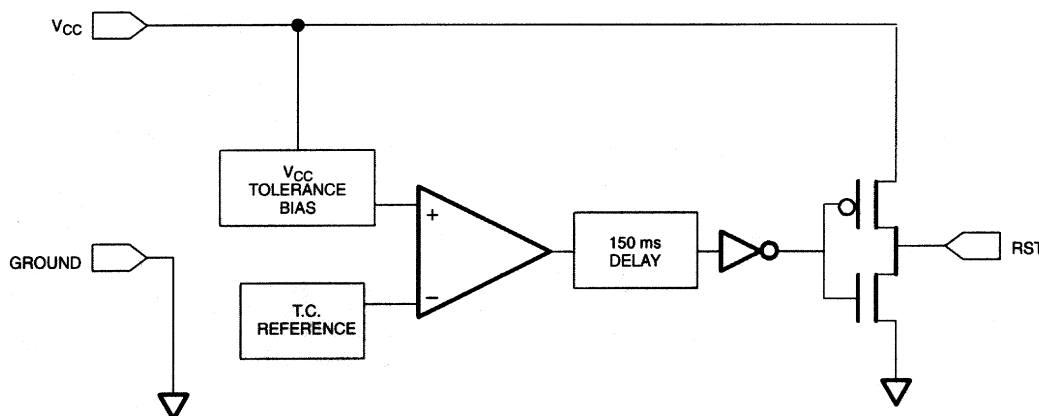 VCC
VCC
TOLERANCE
BIAS
+
−
150 ms
DELAY
RST
GROUND
T.C.
REFERENCE